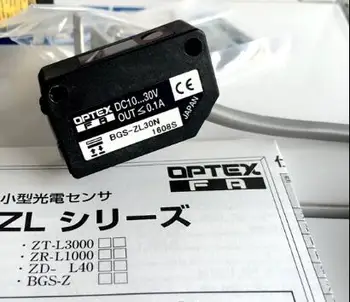 OPTEX
FA
DC10...30V
OUT≤0.1A
CE
BGS-ZL30N
1608S
JAPAN
OPTEX
FA
小型光電センサ
ZL シリーズ
・ZT-L3000□□
・ZR-L1000□□
・ZD- L40□□
・BGS-Z □□